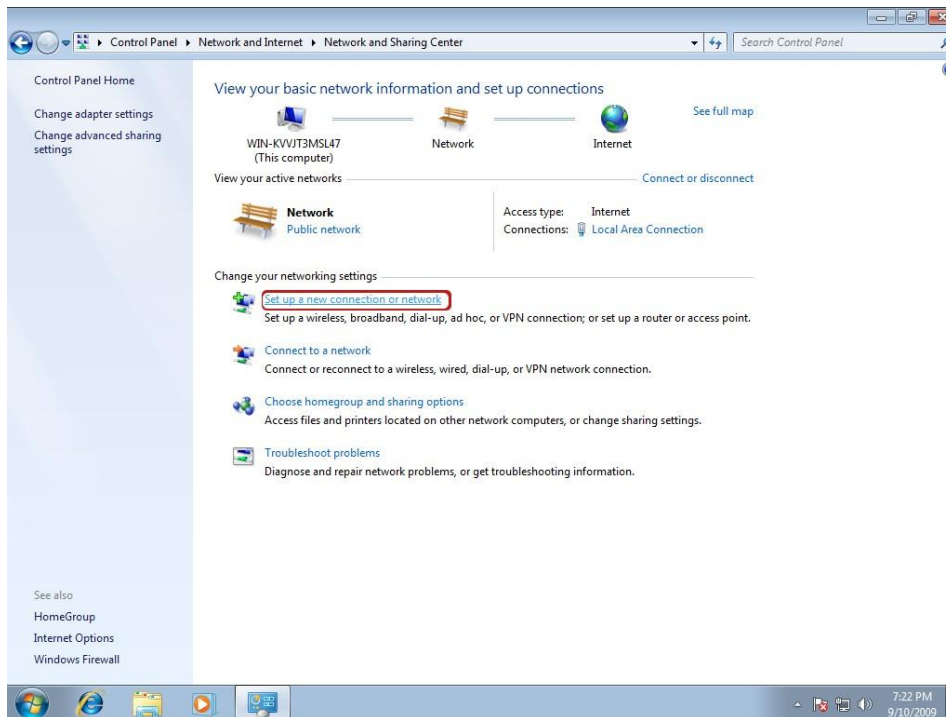 Control Panel ▸ Network and Internet ▸ Network and Sharing Center
Search Control Panel
Control Panel Home
Change adapter settings
Change advanced sharing
settings
View your basic network information and set up connections
See full map
WIN-KVVJT3MSL47
(This computer)
Network
Internet
View your active networks
Connect or disconnect
Network
Public network
Access type: Internet
Connections: Local Area Connection
Change your networking settings
Set up a new connection or network
Set up a wireless, broadband, dial-up, ad hoc, or VPN connection; or set up a router or access point.
Connect to a network
Connect or reconnect to a wireless, wired, dial-up, or VPN network connection.
Choose homegroup and sharing options
Access files and printers located on other network computers, or change sharing settings.
Troubleshoot problems
Diagnose and repair network problems, or get troubleshooting information.
See also
HomeGroup
Internet Options
Windows Firewall
7:22 PM
9/10/2009